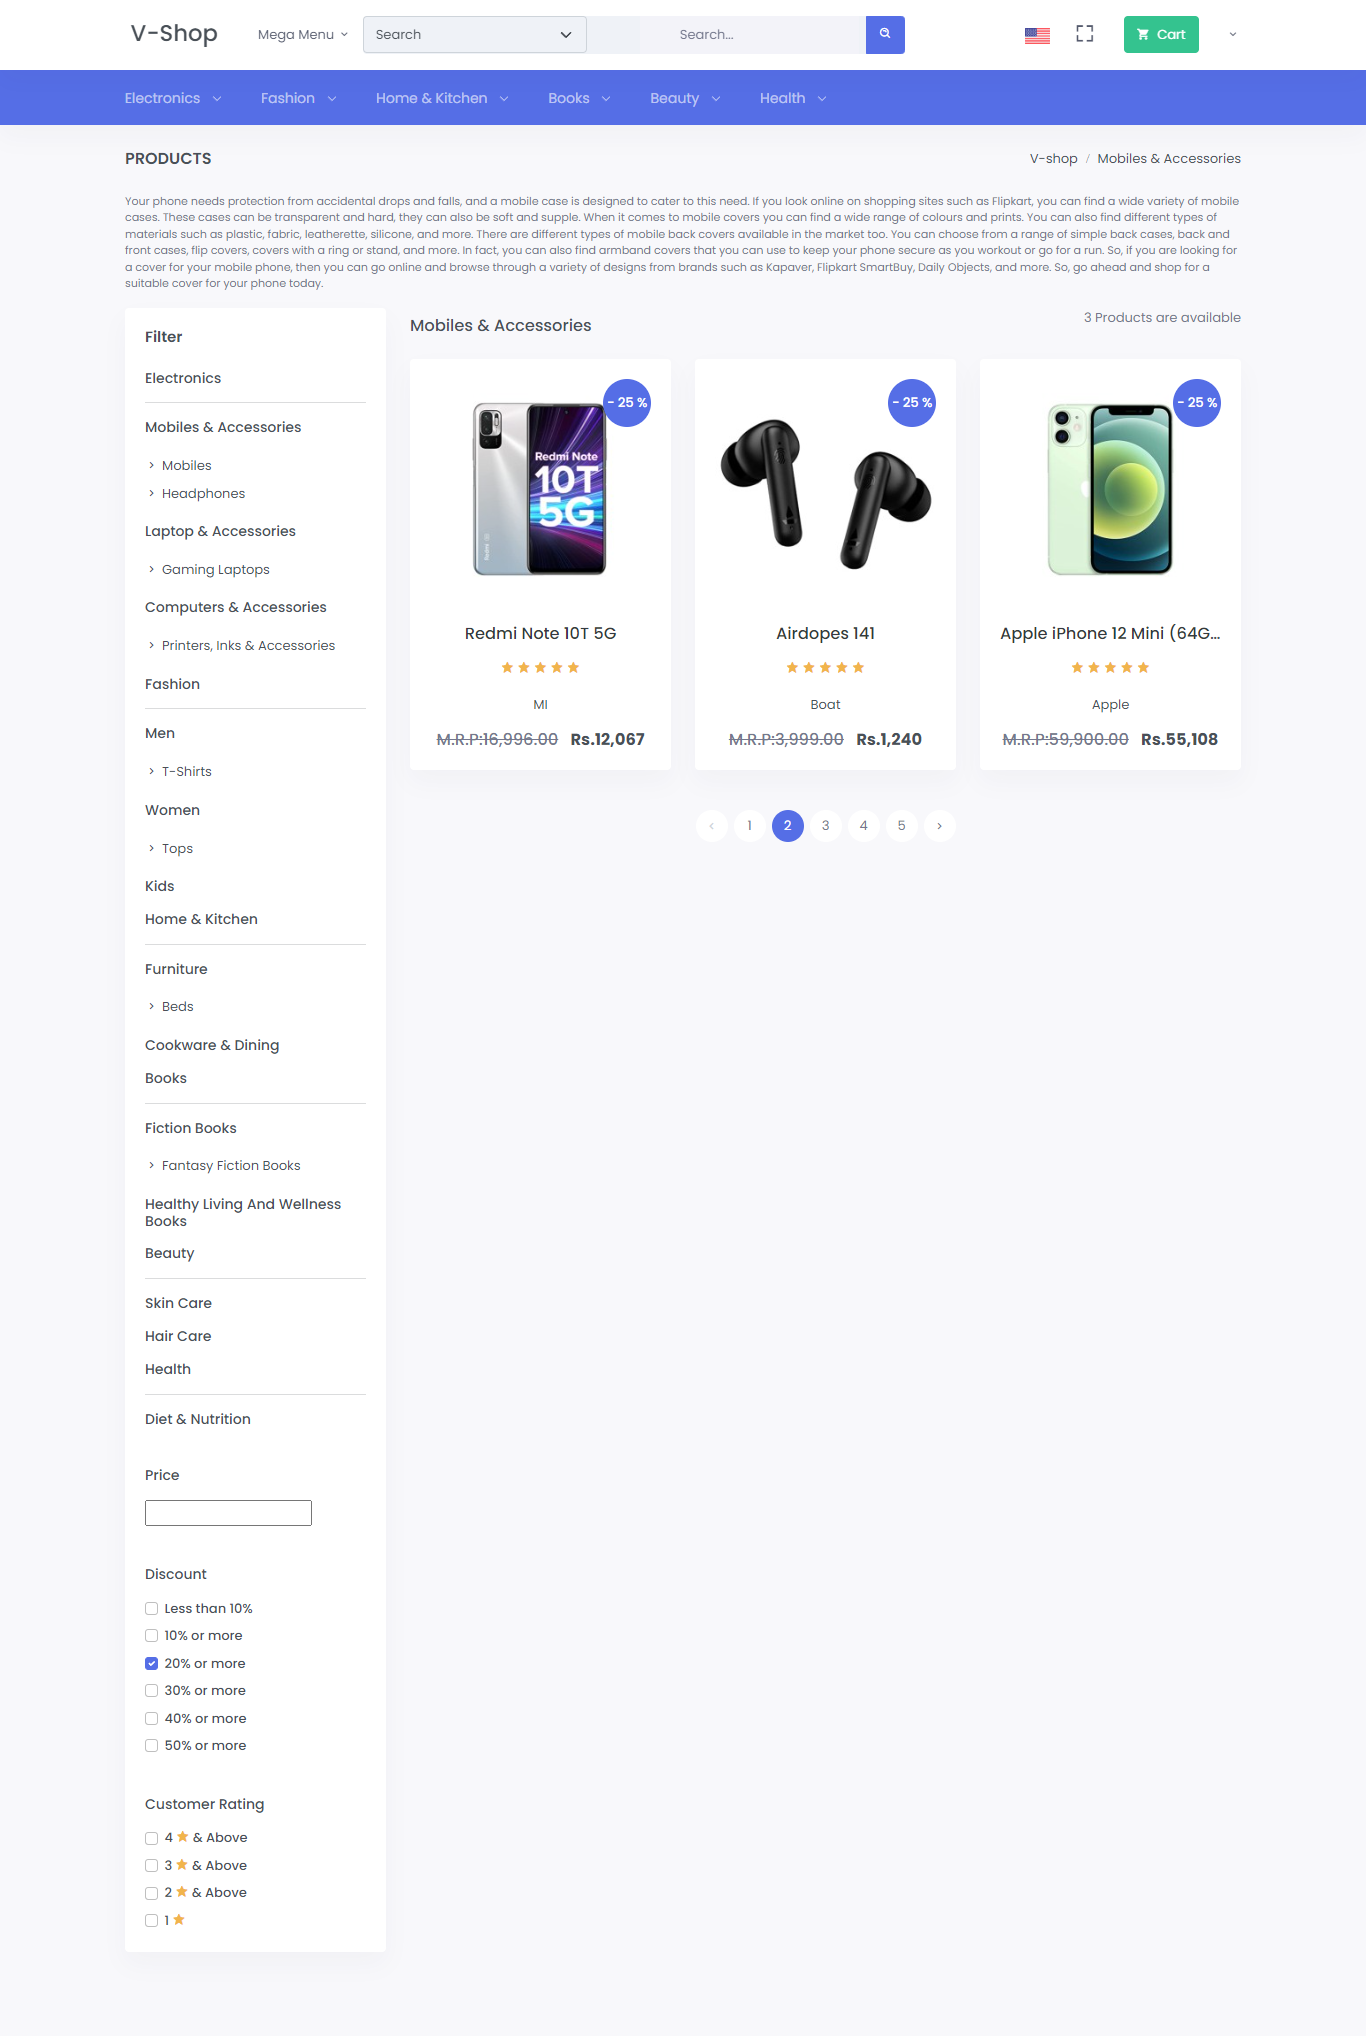 V-Shop
Mega Menu
Search
Search...
Cart
Electronics
Fashion
Home & Kitchen
Books
Beauty
Health
PRODUCTS
V-shop / Mobiles & Accessories
Your phone needs protection from accidental drops and falls, and a mobile case is designed to cater to this need. If you look online on shopping sites such as Flipkart, you can find a wide variety of mobile
cases. These cases can be transparent and hard, they can also be soft and supple. When it comes to mobile covers you can find a wide range of colours and prints. You can also find different types of
materials such as plastic, fabric, leatherette, silicone, and more. There are different types of mobile back covers available in the market too. You can choose from a range of simple back cases, back and
front cases, flip covers, covers with a ring or stand, and more. In fact, you can also find armband covers that you can use to keep your phone secure as you workout or go for a run. So, if you are looking for
a cover for your mobile phone, then you can go online and browse through a variety of designs from brands such as Kapaver, Flipkart SmartBuy, Daily Objects, and more. So, go ahead and shop for a
suitable cover for your phone today.
Filter
Electronics
Mobiles & Accessories
Mobiles
Headphones
Laptop & Accessories
Gaming Laptops
Computers & Accessories
Printers, Inks & Accessories
Fashion
Men
T-Shirts
Women
Tops
Kids
Home & Kitchen
Furniture
Beds
Cookware & Dining
Books
Fiction Books
Fantasy Fiction Books
Healthy Living And Wellness
Books
Beauty
Skin Care
Hair Care
Health
Diet & Nutrition
Price
Discount
Less than 10%
10% or more
20% or more
30% or more
40% or more
50% or more
Customer Rating
4 ★ & Above
3 ★ & Above
2 ★ & Above
1 ★
Mobiles & Accessories
3 Products are available
- 25 %
Redmi Note
10T
5G
Redmi
Redmi Note 10T 5G
MI
M.R.P:16,996.00 Rs.12,067
- 25 %
Airdopes 141
Boat
M.R.P:3,999.00 Rs.1,240
- 25 %
Apple iPhone 12 Mini (64G...
Apple
M.R.P:59,900.00 Rs.55,108
1 2 3 4 5